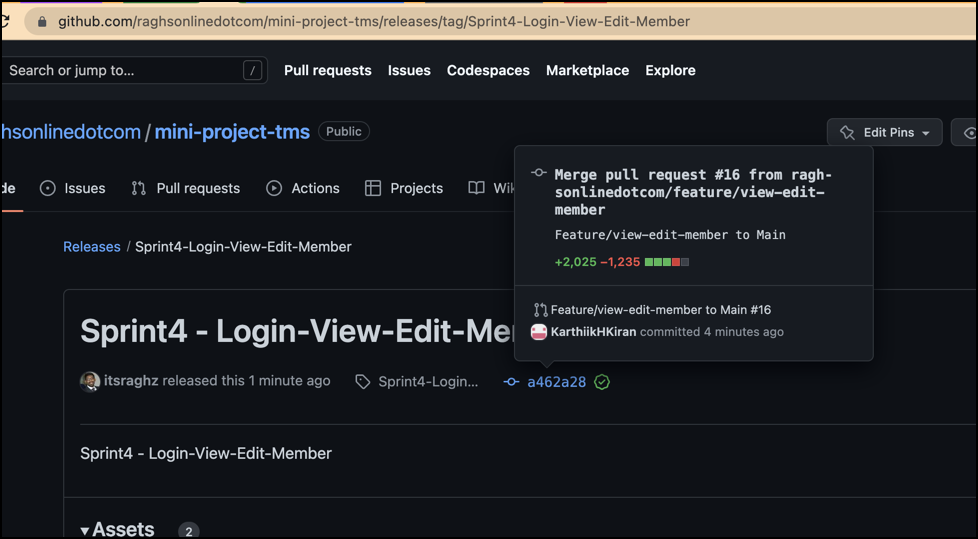 github.com/raghsonlinedotcom/mini-project-tms/releases/tag/Sprint4-Login-View-Edit-Member
Search or jump to... /
Pull requests Issues Codespaces Marketplace Explore
hsonlinedotcom / mini-project-tms Public
Edit Pins
de Issues Pull requests Actions Projects Wik
Merge pull request #16 from ragh-
sonlinedotcom/feature/view-edit-
member
Feature/view-edit-member to Main
+2,025 −1,235
Feature/view-edit-member to Main #16
KarthiikHKiran committed 4 minutes ago
Releases / Sprint4-Login-View-Edit-Member
Sprint4 - Login-View-Edit-Me
itsraghz released this 1 minute ago Sprint4-Login... a462a28
Sprint4 - Login-View-Edit-Member
Assets 2